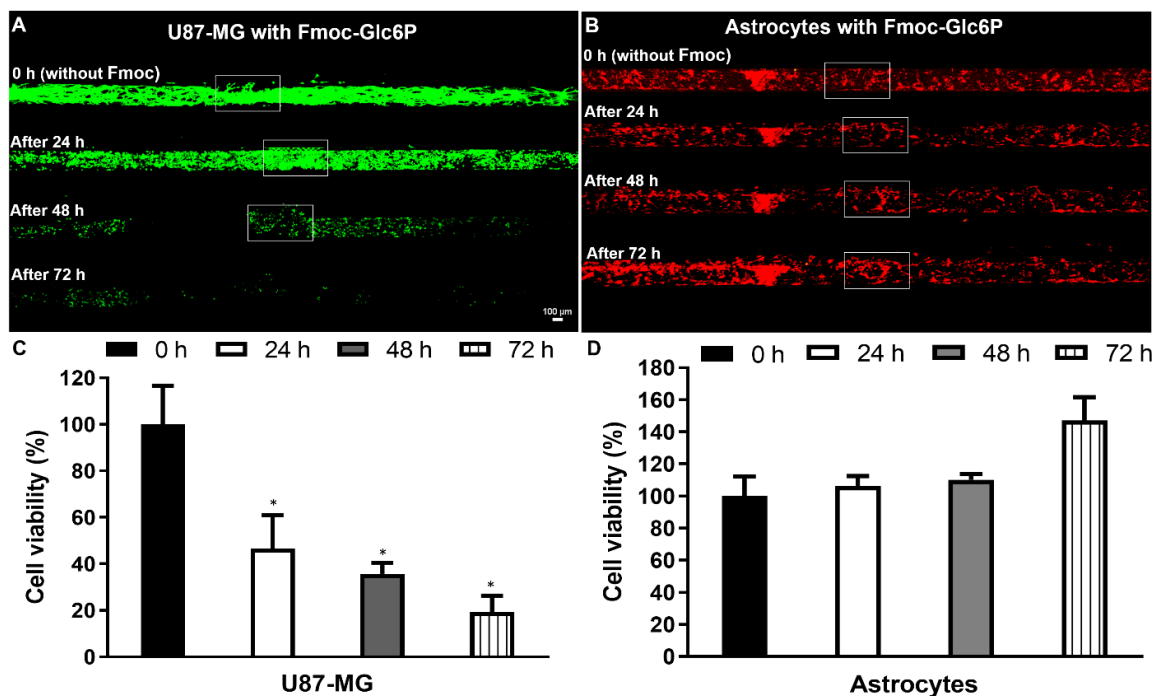 A
U87-MG with Fmoc-Glc6P
0 h (without Fmoc)
After 24 h
After 48 h
After 72 h
100 µm
B
Astrocytes with Fmoc-Glc6P
0 h (without Fmoc)
After 24 h
After 48 h
After 72 h
C
0 h 24 h 48 h 72 h
Cell viability (%)
120
100
80
60
40
20
0
* * *
U87-MG
D
0 h 24 h 48 h 72 h
Cell viability (%)
180
160
140
120
100
80
60
40
20
0
Astrocytes